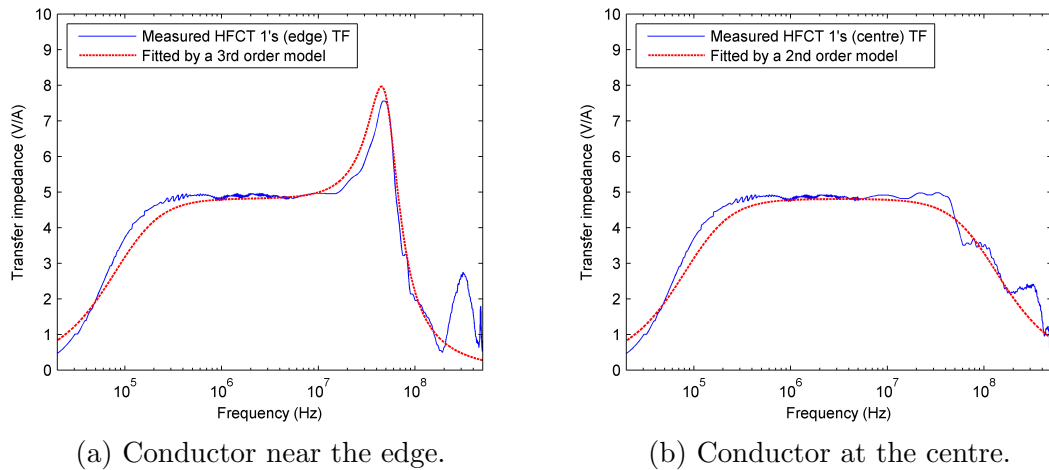 Measured HFCT 1's (edge) TF
Fitted by a 3rd order model
10
9
8
7
6
5
4
3
2
1
0
Transfer impedance (V/A)
10^5 10^6 10^7 10^8
Frequency (Hz)
(a) Conductor near the edge.
Measured HFCT 1's (centre) TF
Fitted by a 2nd order model
10
9
8
7
6
5
4
3
2
1
0
Transfer impedance (V/A)
10^5 10^6 10^7 10^8
Frequency (Hz)
(b) Conductor at the centre.